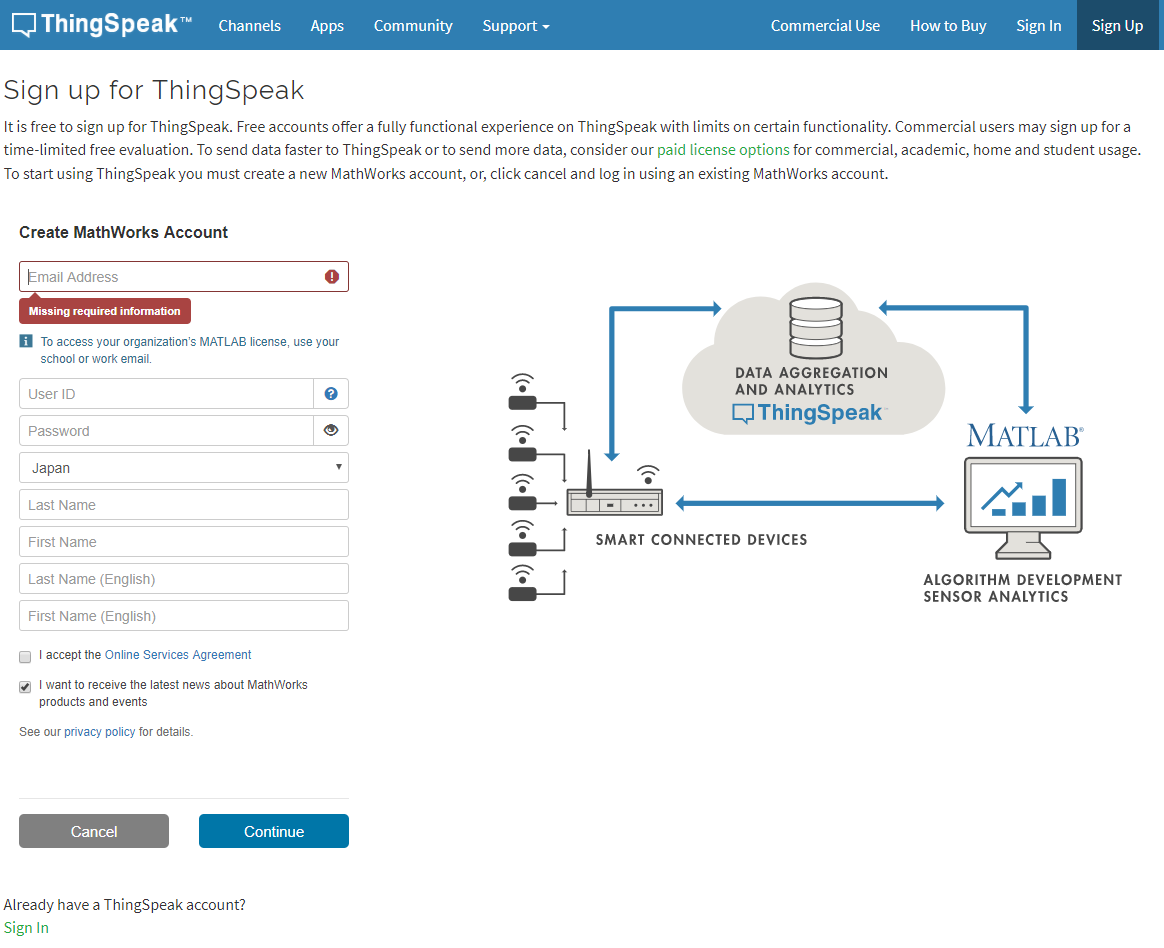 ThingSpeak™
Channels
Apps
Community
Support
Commercial Use
How to Buy
Sign In
Sign Up
Sign up for ThingSpeak
It is free to sign up for ThingSpeak. Free accounts offer a fully functional experience on ThingSpeak with limits on certain functionality. Commercial users may sign up for a
time-limited free evaluation. To send data faster to ThingSpeak or to send more data, consider our paid license options for commercial, academic, home and student usage.
To start using ThingSpeak you must create a new MathWorks account, or, click cancel and log in using an existing MathWorks account.
Create MathWorks Account
Email Address
Missing required information
To access your organization's MATLAB license, use your
school or work email.
User ID
Password
Japan
Last Name
First Name
Last Name (English)
First Name (English)
I accept the Online Services Agreement
I want to receive the latest news about MathWorks
products and events
See our privacy policy for details.
Cancel
Continue
DATA AGGREGATION
AND ANALYTICS
ThingSpeak™
MATLAB®
SMART CONNECTED DEVICES
ALGORITHM DEVELOPMENT
SENSOR ANALYTICS
Already have a ThingSpeak account?
Sign In